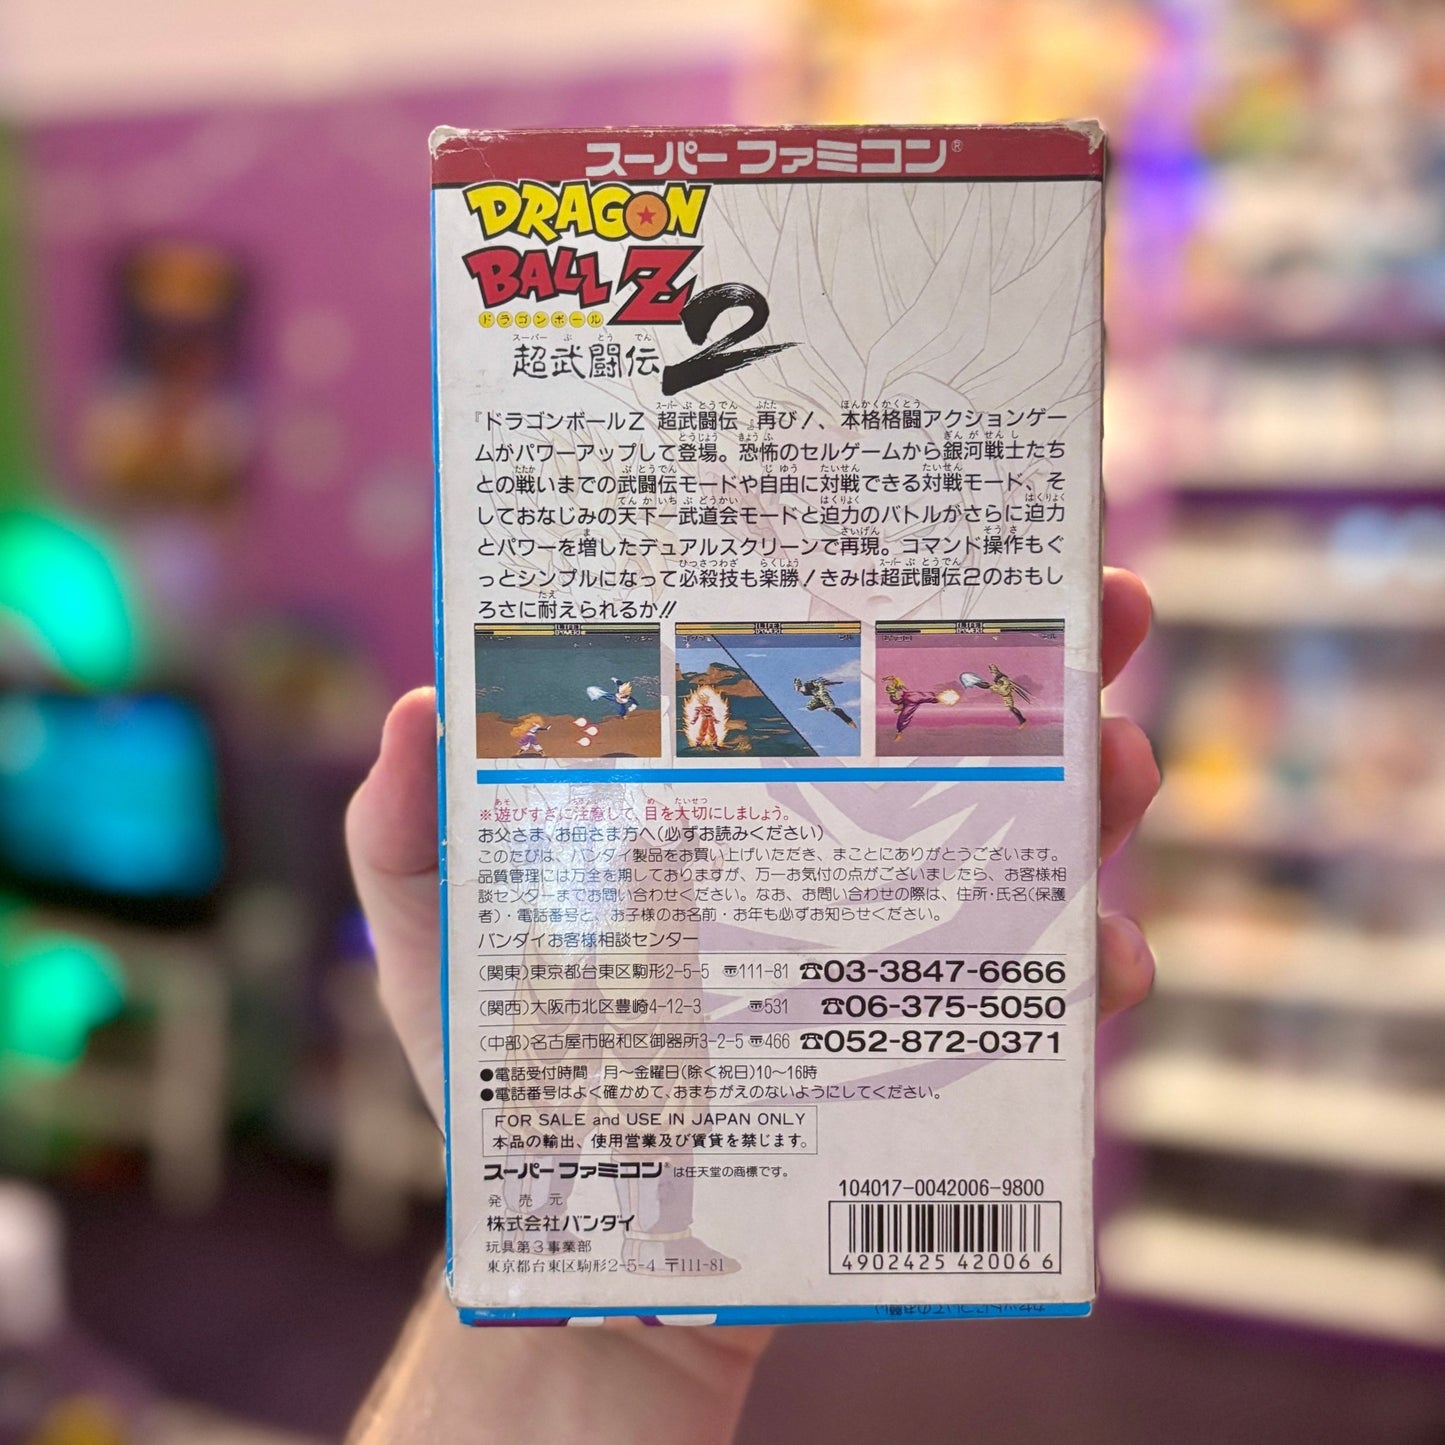 スーパーファミコン®
DRAGON
BALL Z
ドラゴンボール
スーパー ぶ とう でん
超武闘伝2
『ドラゴンボールZ 超武闘伝』再び!、本格格闘アクションゲー
ムがパワーアップして登場。恐怖のセルゲームから銀河戦士たち
との戦いまでの武闘伝モードや自由に対戦できる対戦モード、そ
しておなじみの天下一武道会モードと迫力のバトルがさらに迫力
とパワーを増したデュアルスクリーンで再現。コマンド操作もぐ
っとシンプルになって必殺技も楽勝!きみは超武闘伝2のおもし
ろさに耐えられるか!!
※遊びすぎに注意して、目を大切にしましょう。
お父さま、お母さま方へ(必ずお読みください)
このたびは、バンダイ製品をお買い上げいただき、まことにありがとうございます。
品質管理には万全を期しておりますが、万一お気付の点がございましたら、お客様相
談センターまでお問い合わせください。なお、お問い合わせの際は、住所・氏名(保護
者)・電話番号と、お子様のお名前・お年も必ずお知らせください。
バンダイお客様相談センター
(関東)東京都台東区駒形2-5-5 〠111-81 ☎03-3847-6666
(関西)大阪市北区豊崎4-12-3 〠531 ☎06-375-5050
(中部)名古屋市昭和区御器所3-2-5 〠466 ☎052-872-0371
●電話受付時間 月〜金曜日(除く祝日)10〜16時
●電話番号はよく確かめて、おまちがえのないようにしてください。
FOR SALE and USE IN JAPAN ONLY
本品の輸出、使用営業及び賃貸を禁じます。
スーパーファミコン®は任天堂の商標です。
発売元
株式会社バンダイ
玩具第3事業部
東京都台東区駒形2-5-4 〒111-81
104017-0042006-9800
4902425 42006 6